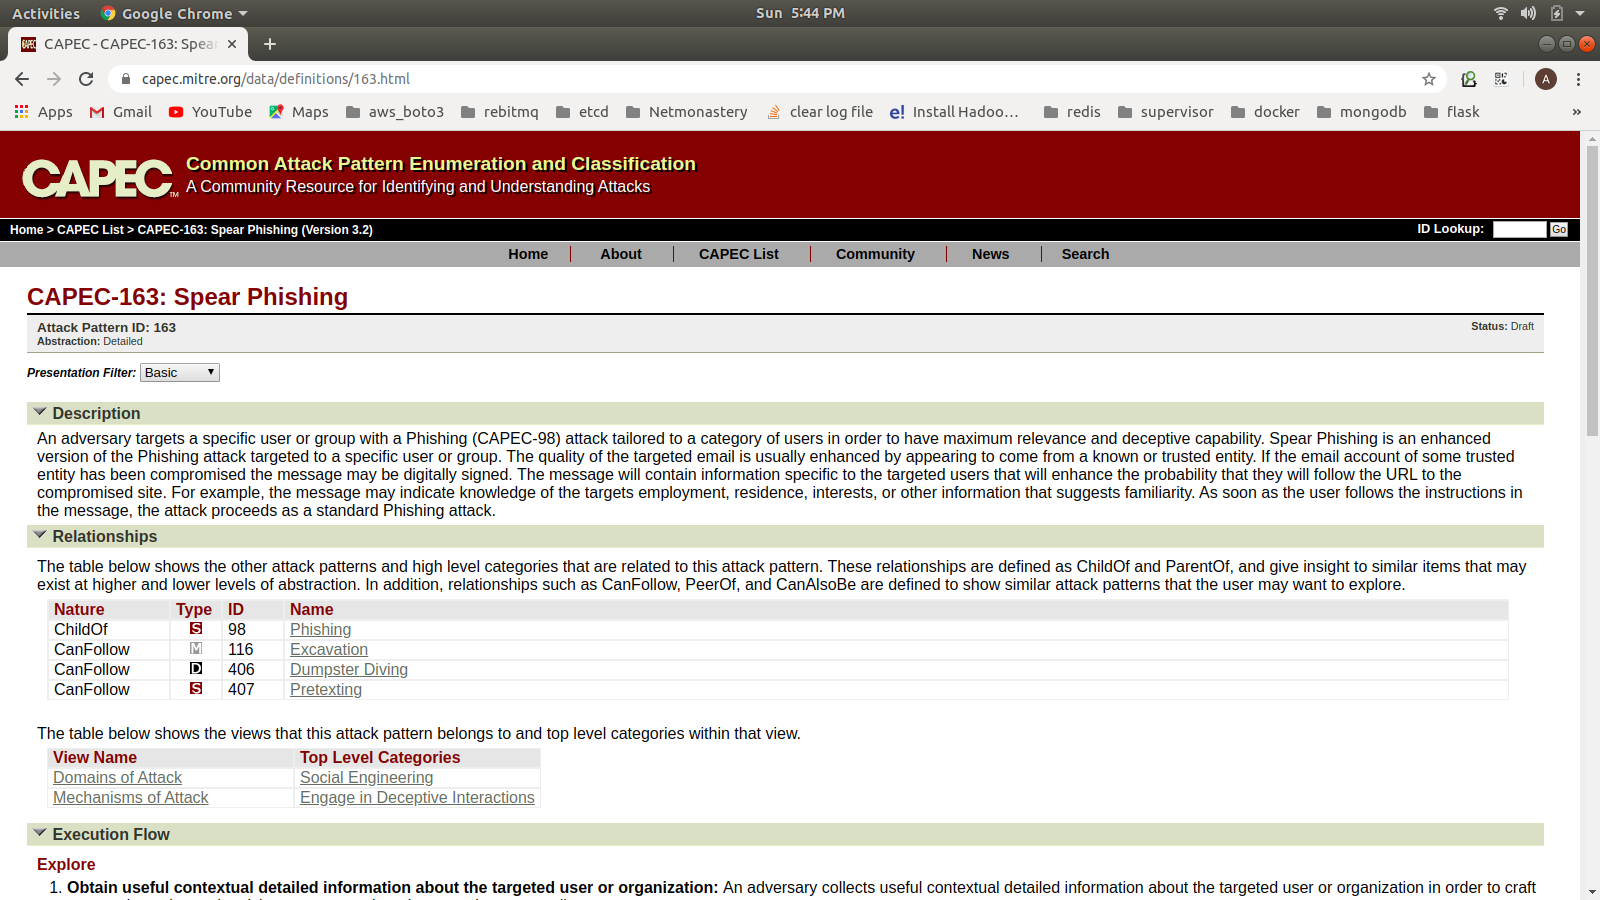 Activities Google Chrome Sun 5:44 PM
CAPEC CAPEC - CAPEC-163: Spear
capec.mitre.org/data/definitions/163.html A
Apps Gmail YouTube Maps aws_boto3 rebitmq etcd Netmonastery clear log file e! Install Hadoo... redis supervisor docker mongodb flask »
CAPEC TM
Common Attack Pattern Enumeration and Classification
A Community Resource for Identifying and Understanding Attacks
Home > CAPEC List > CAPEC-163: Spear Phishing (Version 3.2) ID Lookup: Go
Home About CAPEC List Community News Search
CAPEC-163: Spear Phishing
Attack Pattern ID: 163 Status: Draft
Abstraction: Detailed
Presentation Filter: Basic
Description
An adversary targets a specific user or group with a Phishing (CAPEC-98) attack tailored to a category of users in order to have maximum relevance and deceptive capability. Spear Phishing is an enhanced
version of the Phishing attack targeted to a specific user or group. The quality of the targeted email is usually enhanced by appearing to come from a known or trusted entity. If the email account of some trusted
entity has been compromised the message may be digitally signed. The message will contain information specific to the targeted users that will enhance the probability that they will follow the URL to the
compromised site. For example, the message may indicate knowledge of the targets employment, residence, interests, or other information that suggests familiarity. As soon as the user follows the instructions in
the message, the attack proceeds as a standard Phishing attack.
Relationships
The table below shows the other attack patterns and high level categories that are related to this attack pattern. These relationships are defined as ChildOf and ParentOf, and give insight to similar items that may
exist at higher and lower levels of abstraction. In addition, relationships such as CanFollow, PeerOf, and CanAlsoBe are defined to show similar attack patterns that the user may want to explore.
Nature Type ID Name
ChildOf S 98 Phishing
CanFollow M 116 Excavation
CanFollow D 406 Dumpster Diving
CanFollow S 407 Pretexting
The table below shows the views that this attack pattern belongs to and top level categories within that view.
View Name Top Level Categories
Domains of Attack Social Engineering
Mechanisms of Attack Engage in Deceptive Interactions
Execution Flow
Explore
1. Obtain useful contextual detailed information about the targeted user or organization: An adversary collects useful contextual detailed information about the targeted user or organization in order to craft